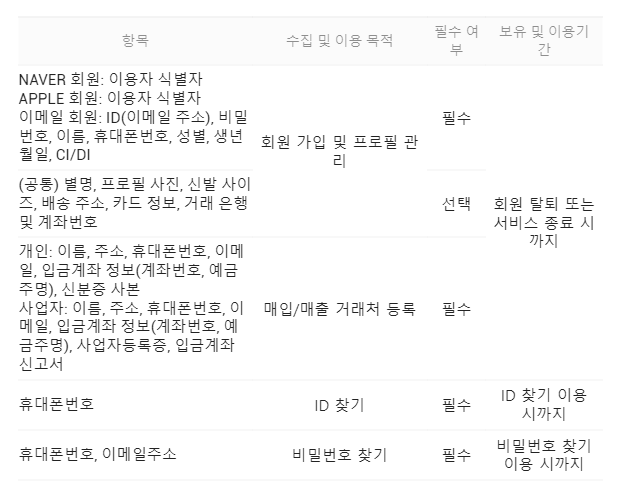 항목
수집 및 이용 목적
필수 여
부
보유 및 이용기
간
NAVER 회원: 이용자 식별자
APPLE 회원: 이용자 식별자
이메일 회원: ID(이메일 주소), 비밀
번호, 이름, 휴대폰번호, 성별, 생년
월일, CI/DI
회원 가입 및 프로필 관
리
필수
(공통) 별명, 프로필 사진, 신발 사이
즈, 배송 주소, 카드 정보, 거래 은행
및 계좌번호
선택
회원 탈퇴 또는
서비스 종료 시
까지
개인: 이름, 주소, 휴대폰번호, 이메
일, 입금계좌 정보(계좌번호, 예금
주명), 신분증 사본
사업자: 이름, 주소, 휴대폰번호, 이
메일, 입금계좌 정보(계좌번호, 예
금주명), 사업자등록증, 입금계좌
신고서
매입/매출 거래처 등록
필수
휴대폰번호
ID 찾기
필수
ID 찾기 이용
시까지
휴대폰번호, 이메일주소
비밀번호 찾기
필수
비밀번호 찾기
이용 시까지